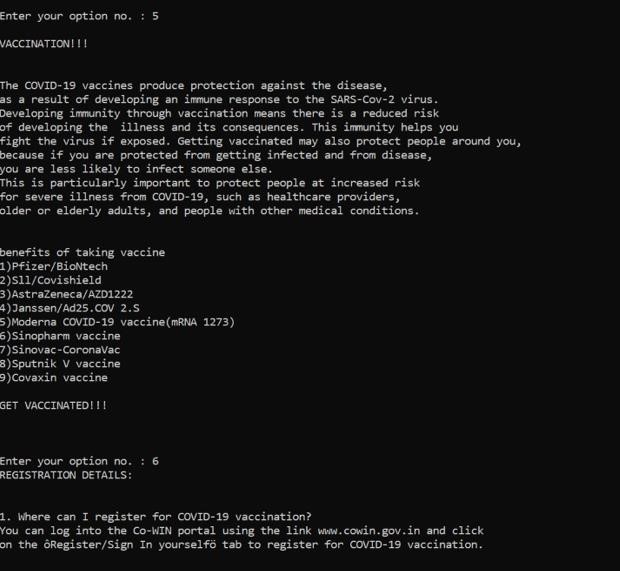 Enter your option no. : 5
VACCINATION!!!
The COVID-19 vaccines produce protection against the disease,
as a result of developing an immune response to the SARS-Cov-2 virus.
Developing immunity through vaccination means there is a reduced risk
of developing the  illness and its consequences. This immunity helps you
fight the virus if exposed. Getting vaccinated may also protect people around you,
because if you are protected from getting infected and from disease,
you are less likely to infect someone else.
This is particularly important to protect people at increased risk
for severe illness from COVID-19, such as healthcare providers,
older or elderly adults, and people with other medical conditions.
benefits of taking vaccine
1)Pfizer/BioNtech
2)Sll/Covishield
3)AstraZeneca/AZD1222
4)Janssen/Ad25.COV 2.S
5)Moderna COVID-19 vaccine(mRNA 1273)
6)Sinopharm vaccine
7)Sinovac-CoronaVac
8)Sputnik V vaccine
9)Covaxin vaccine
GET VACCINATED!!!
Enter your option no. : 6
REGISTRATION DETAILS:
1. Where can I register for COVID-19 vaccination?
You can log into the Co-WIN portal using the link www.cowin.gov.in and click
on the ôRegister/Sign In yourselfö tab to register for COVID-19 vaccination.